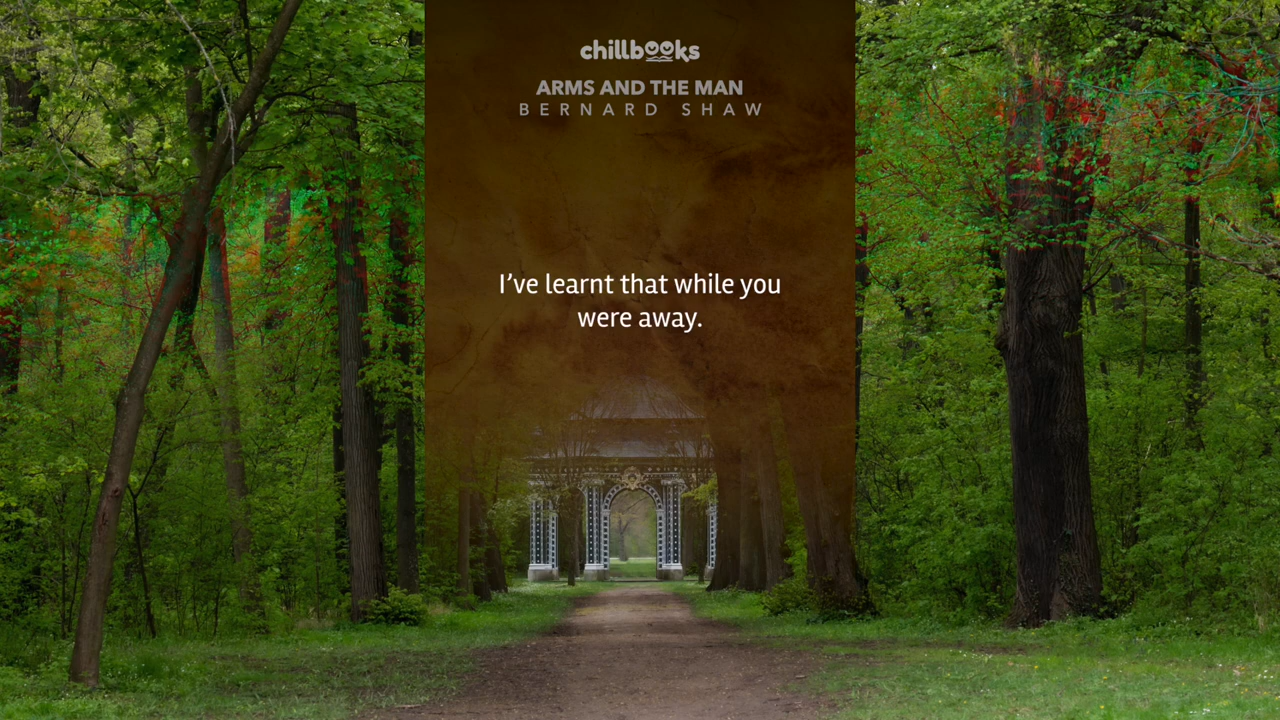 chillbooks
ARMS AND THE MAN
BERNARD SHAW
I’ve learnt that while you
were away.